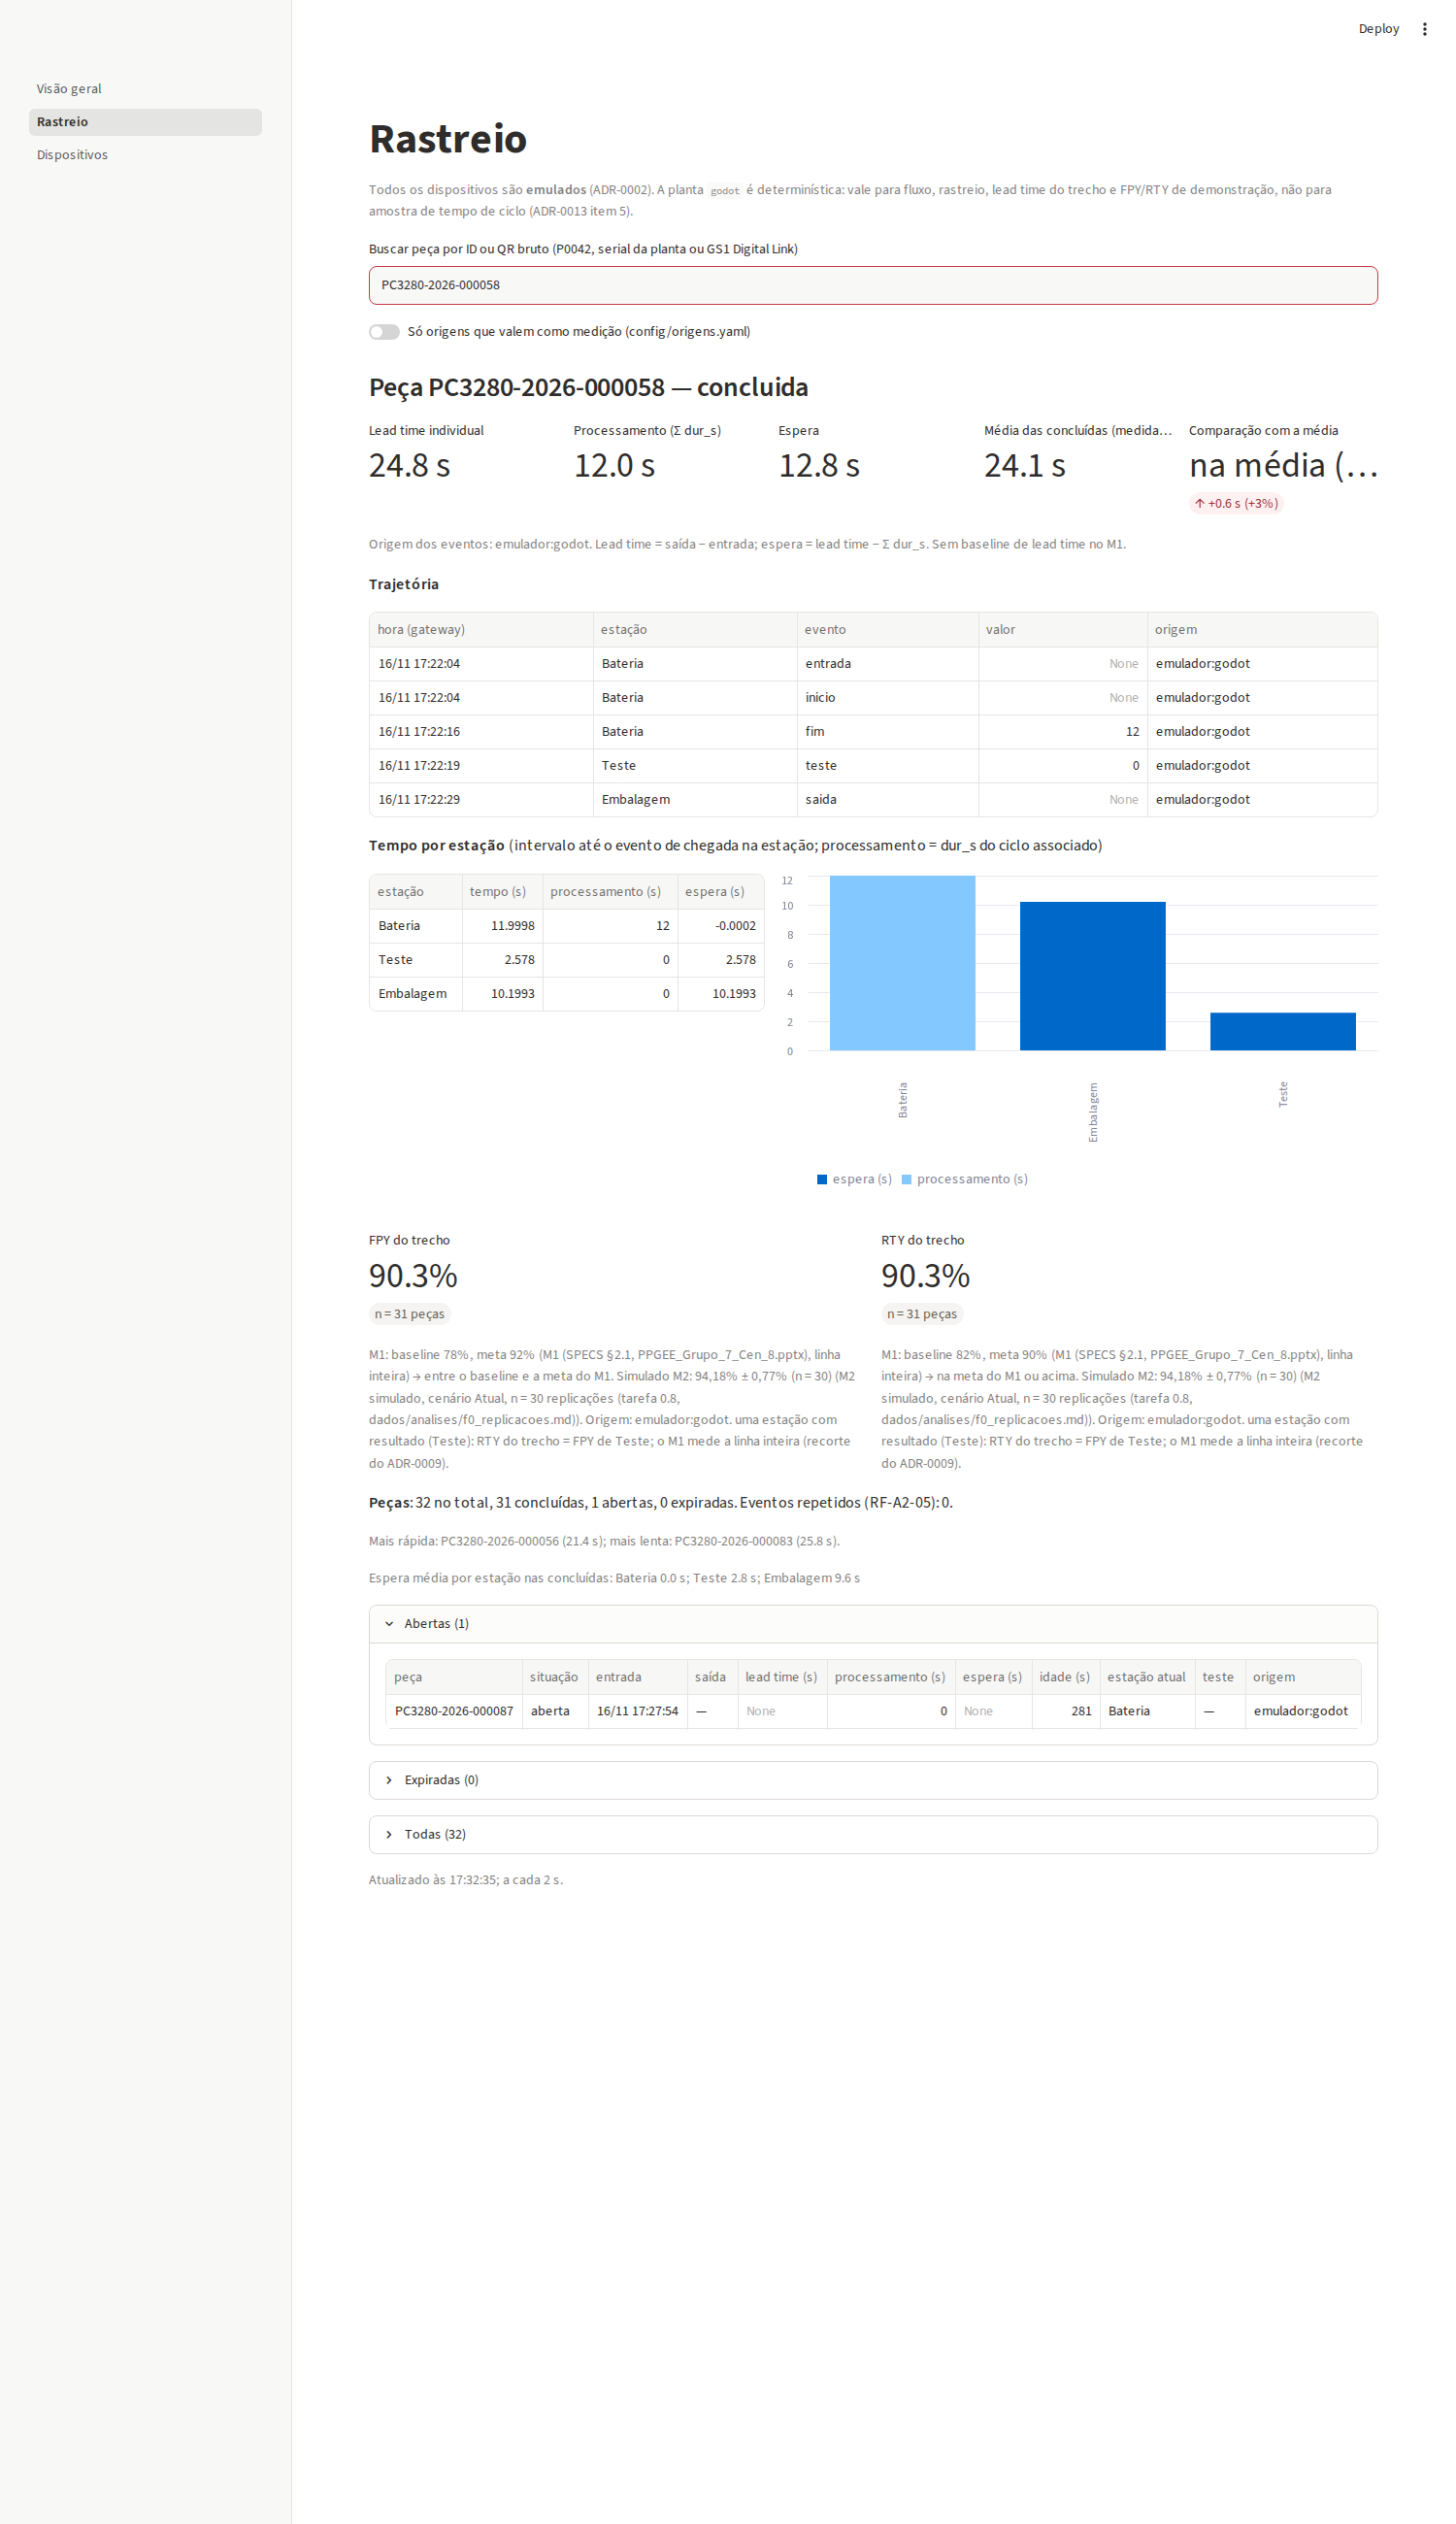 Deploy
Visão geral
Rastreio
Dispositivos
Rastreio
Todos os dispositivos são emulados (ADR-0002). A planta godot é determinística: vale para fluxo, rastreio, lead time do trecho e FPY/RTY de demonstração, não para
amostra de tempo de ciclo (ADR-0013 item 5).
Buscar peça por ID ou QR bruto (P0042, serial da planta ou GS1 Digital Link)
PC3280-2026-000058
Só origens que valem como medição (config/origens.yaml)
Peça PC3280-2026-000058 — concluida
Lead time individual Processamento (Σ dur_s) Espera Média das concluídas (medida… Comparação com a média
24.8 s 12.0 s 12.8 s 24.1 s na média (…
↑ +0.6 s (+3%)
Origem dos eventos: emulador:godot. Lead time = saída − entrada; espera = lead time − Σ dur_s. Sem baseline de lead time no M1.
Trajetória
hora (gateway) estação evento valor origem
16/11 17:22:04 Bateria entrada None emulador:godot
16/11 17:22:04 Bateria inicio None emulador:godot
16/11 17:22:16 Bateria fim 12 emulador:godot
16/11 17:22:19 Teste teste 0 emulador:godot
16/11 17:22:29 Embalagem saida None emulador:godot
Tempo por estação (intervalo até o evento de chegada na estação; processamento = dur_s do ciclo associado)
estação tempo (s) processamento (s) espera (s)
Bateria 11.9998 12 -0.0002
Teste 2.578 0 2.578
Embalagem 10.1993 0 10.1993
12
10
8
6
4
2
0
Bateria
Embalagem
Teste
espera (s) processamento (s)
FPY do trecho
90.3%
n = 31 peças
M1: baseline 78%, meta 92% (M1 (SPECS §2.1, PPGEE_Grupo_7_Cen_8.pptx), linha
inteira) → entre o baseline e a meta do M1. Simulado M2: 94,18% ± 0,77% (n = 30) (M2
simulado, cenário Atual, n = 30 replicações (tarefa 0.8,
dados/analises/f0_replicacoes.md)). Origem: emulador:godot. uma estação com
resultado (Teste): RTY do trecho = FPY de Teste; o M1 mede a linha inteira (recorte
do ADR-0009).
RTY do trecho
90.3%
n = 31 peças
M1: baseline 82%, meta 90% (M1 (SPECS §2.1, PPGEE_Grupo_7_Cen_8.pptx), linha
inteira) → na meta do M1 ou acima. Simulado M2: 94,18% ± 0,77% (n = 30) (M2
simulado, cenário Atual, n = 30 replicações (tarefa 0.8,
dados/analises/f0_replicacoes.md)). Origem: emulador:godot. uma estação com
resultado (Teste): RTY do trecho = FPY de Teste; o M1 mede a linha inteira (recorte
do ADR-0009).
Peças: 32 no total, 31 concluídas, 1 abertas, 0 expiradas. Eventos repetidos (RF-A2-05): 0.
Mais rápida: PC3280-2026-000056 (21.4 s); mais lenta: PC3280-2026-000083 (25.8 s).
Espera média por estação nas concluídas: Bateria 0.0 s; Teste 2.8 s; Embalagem 9.6 s
Abertas (1)
peça situação entrada saída lead time (s) processamento (s) espera (s) idade (s) estação atual teste origem
PC3280-2026-000087 aberta 16/11 17:27:54 — None 0 None 281 Bateria — emulador:godot
Expiradas (0)
Todas (32)
Atualizado às 17:32:35; a cada 2 s.